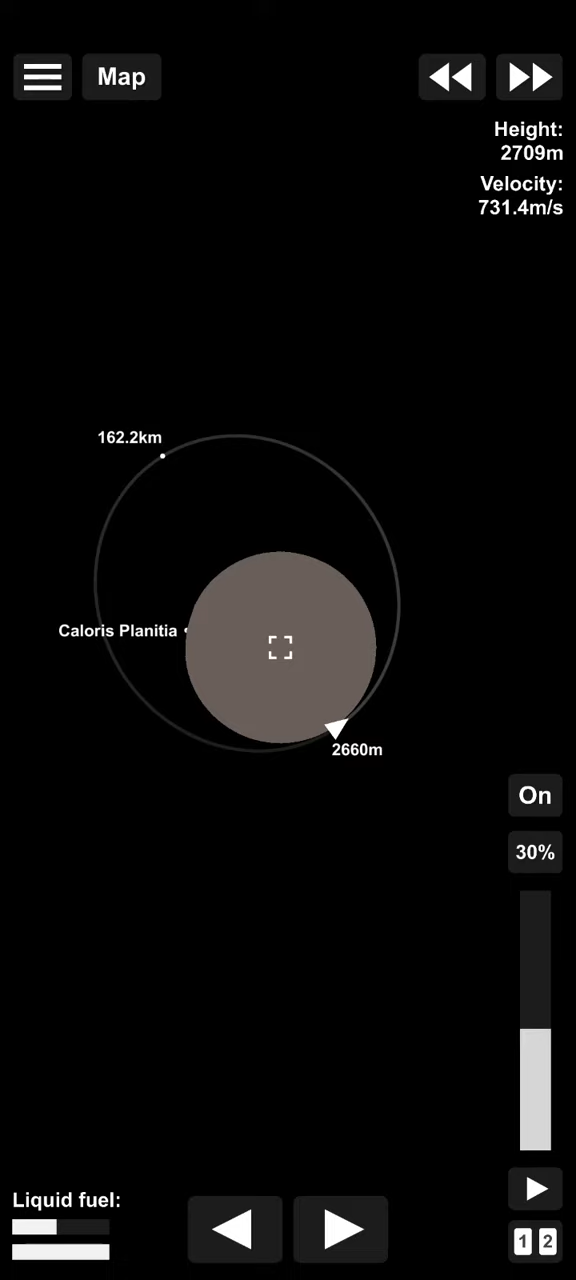 Map
Height:
2709m
Velocity:
731.4m/s
162.2km
Caloris Planitia
2660m
On
30%
Liquid fuel:
1 2